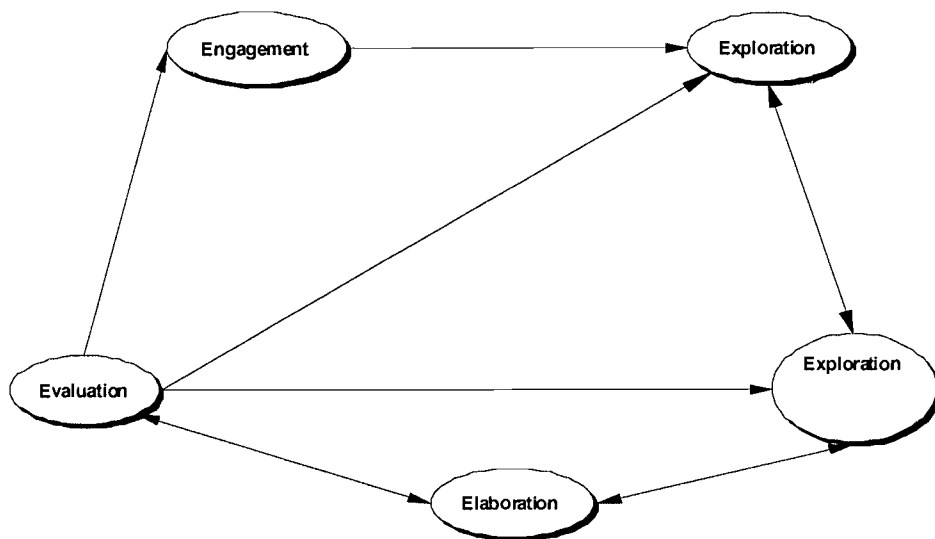 Engagement
Exploration
Exploration
Evaluation
Elaboration